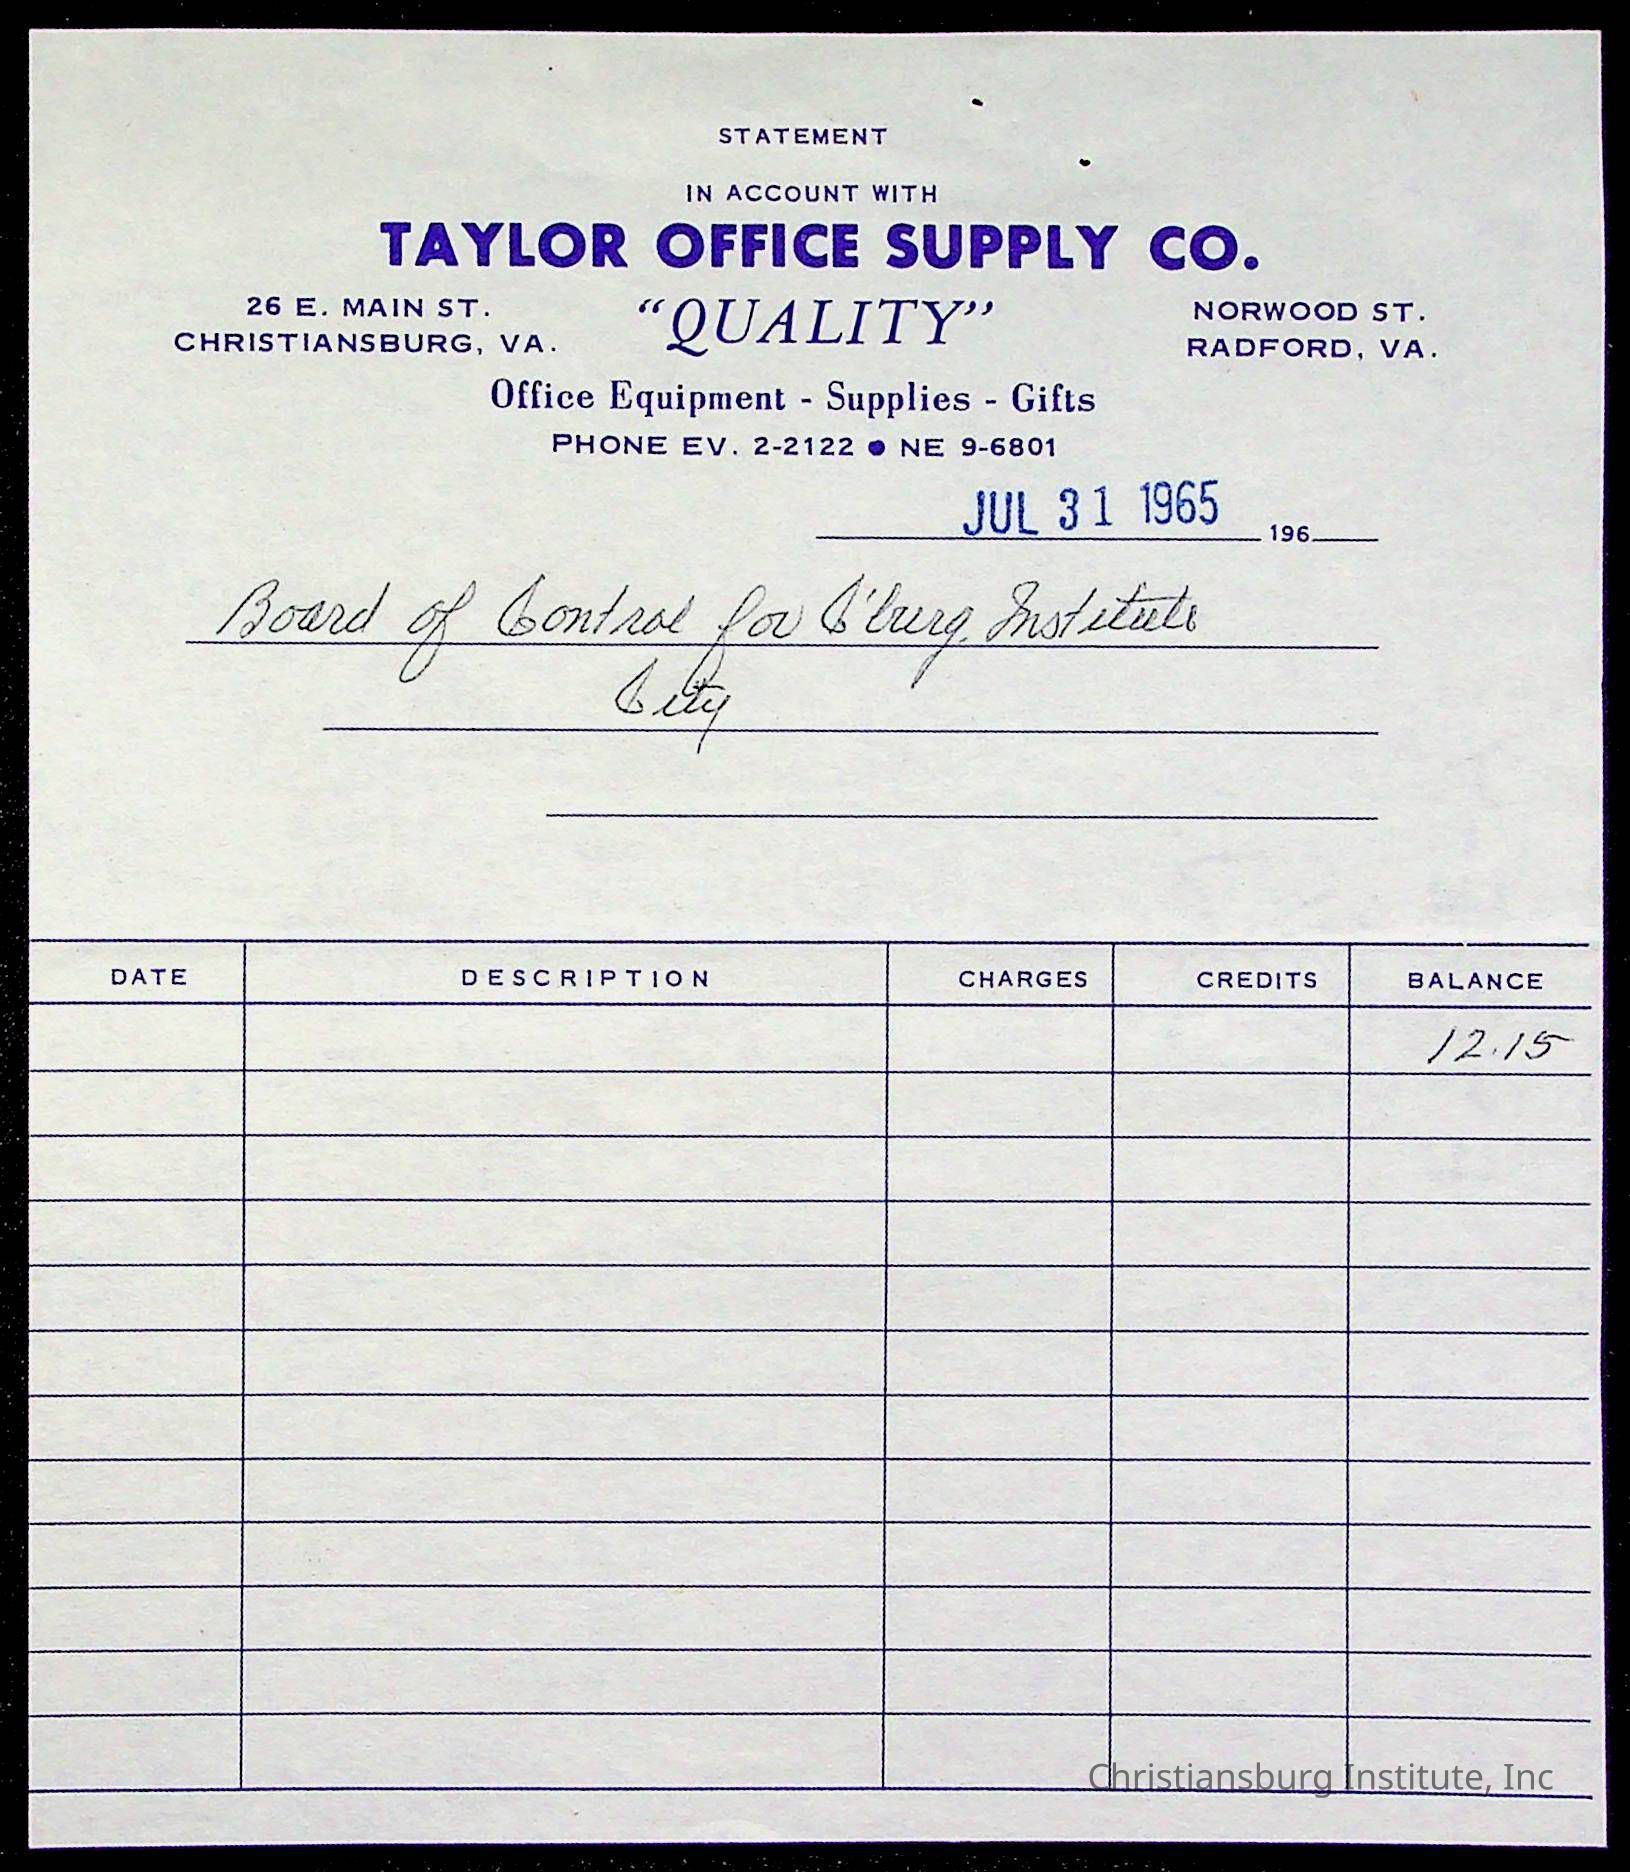 STATEMENT
IN ACCOUNT WITH
TAYLOR OFFICE SUPPLY CO.
26 E. MAIN ST.
CHRISTIANSBURG, VA.
"QUALITY"
NORWOOD ST.
RADFORD, VA.
Office Equipment - Supplies - Gifts
PHONE EV. 2-2122 ● NE 9-6801
JUL 31 1965 196
Board of Control for C'burg. Institute
City
DATE DESCRIPTION CHARGES CREDITS BALANCE
12.15
Christiansburg Institute, Inc